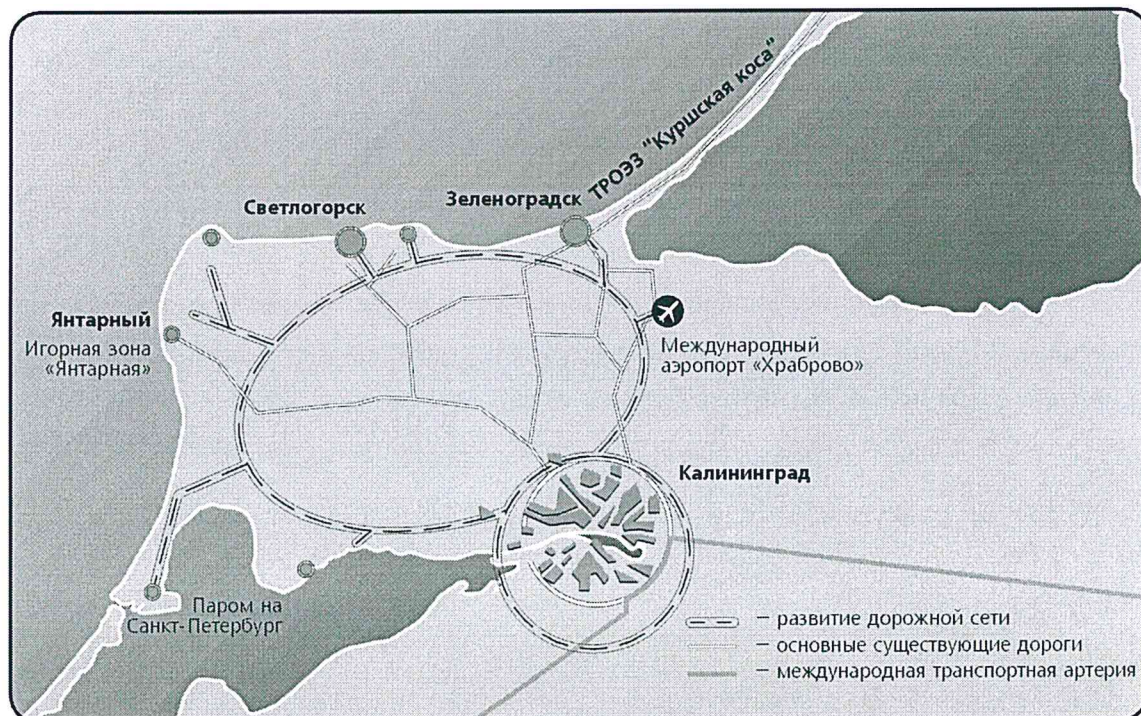 ТРОЭЗ "Куршская коса"
Зеленоградск
Светлогорск
Янтарный
Игорная зона
«Янтарная»
Международный
аэропорт «Храброво»
Калининград
Паром на
Санкт-Петербург
– развитие дорожной сети
– основные существующие дороги
– международная транспортная артерия